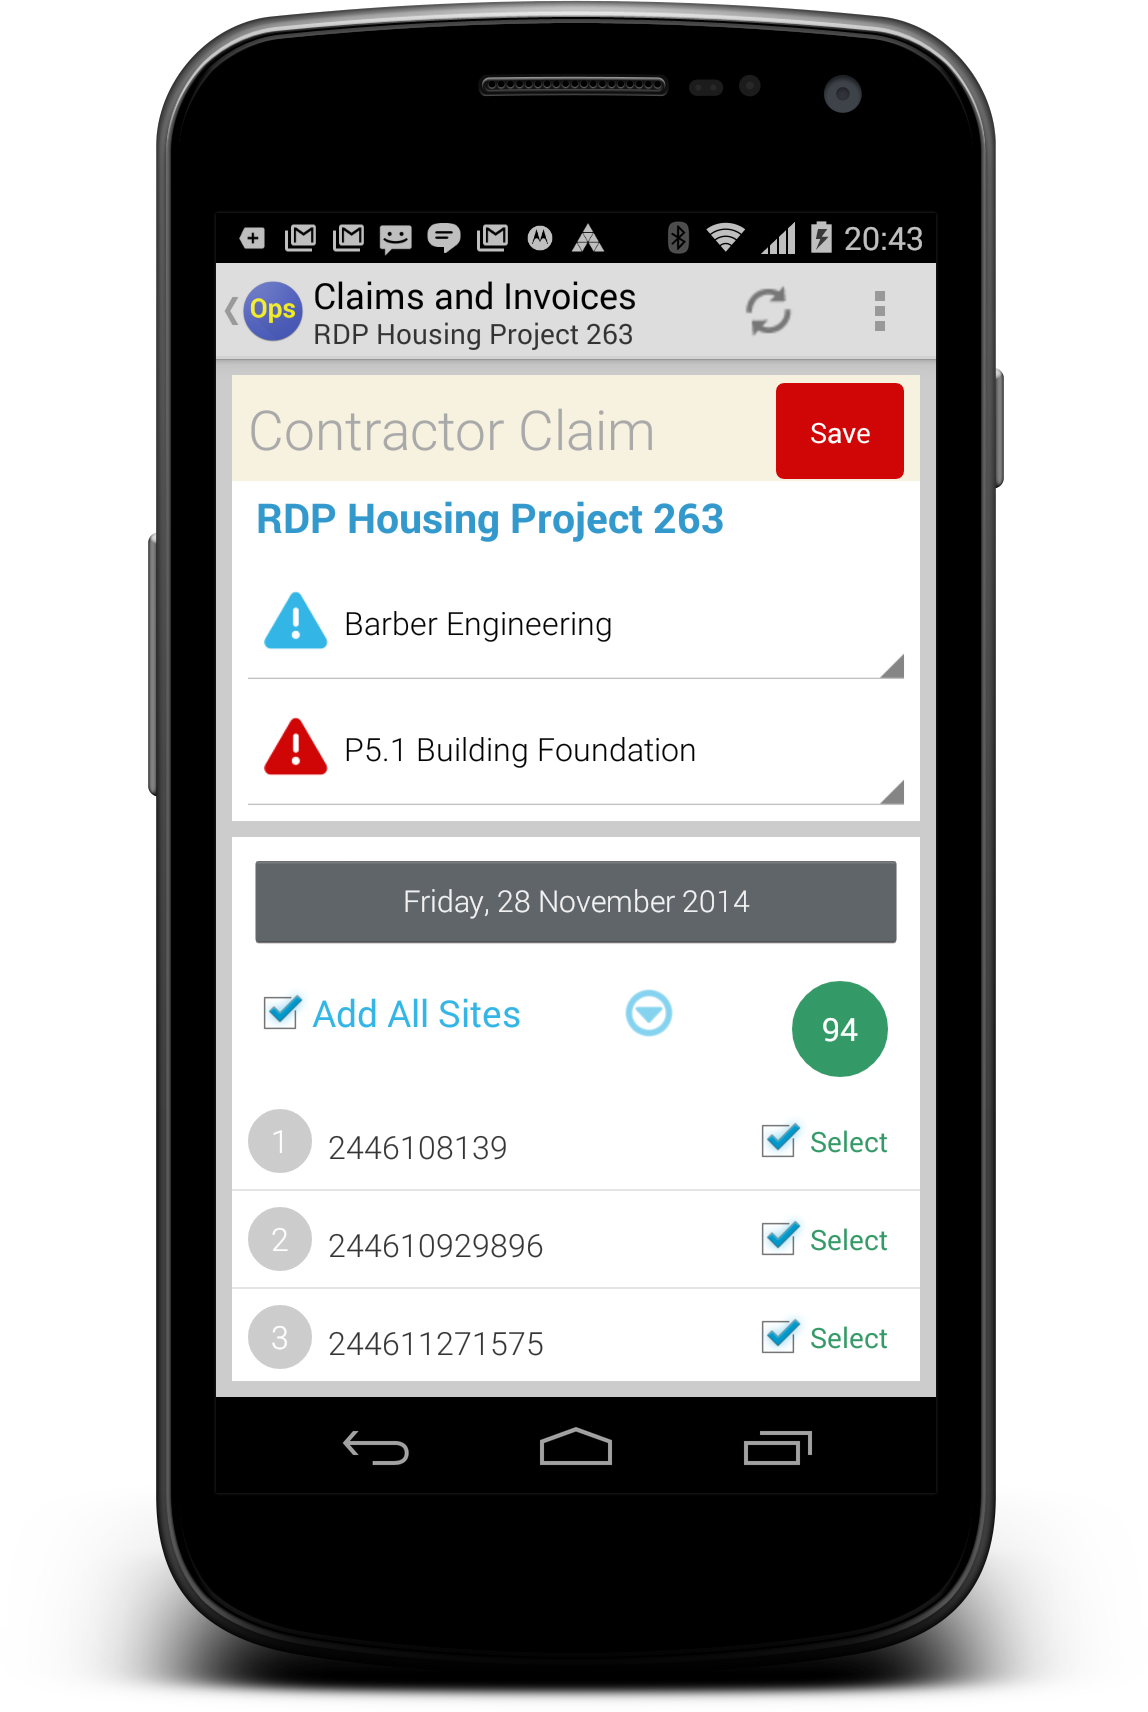 20:43
Ops
Claims and Invoices
RDP Housing Project 263
Contractor Claim
Save
RDP Housing Project 263
Barber Engineering
P5.1 Building Foundation
Friday, 28 November 2014
Add All Sites
94
1 2446108139 Select
2 244610929896 Select
3 244611271575 Select